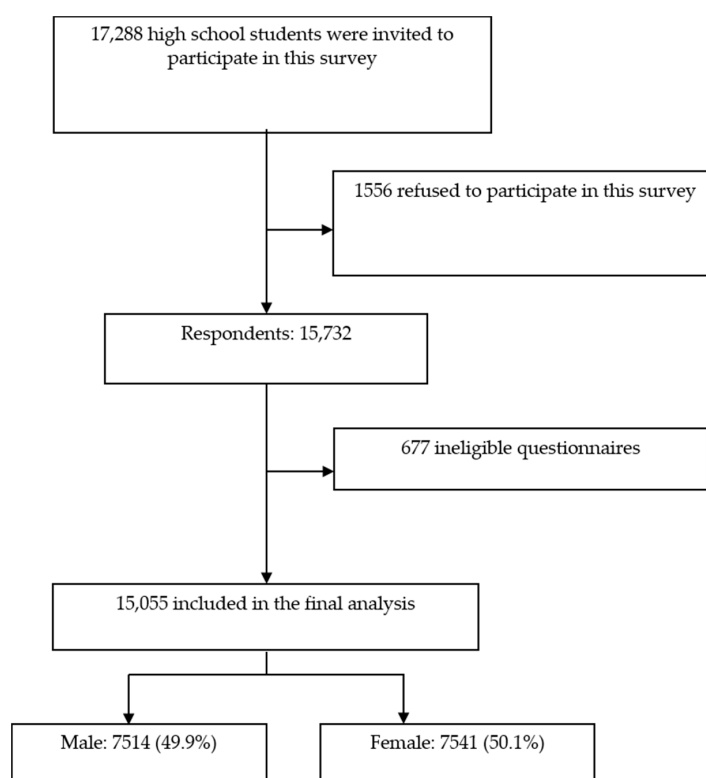 17,288 high school students were invited to
participate in this survey
1556 refused to participate in this survey
Respondents: 15,732
677 ineligible questionnaires
15,055 included in the final analysis
Male: 7514 (49.9%)
Female: 7541 (50.1%)